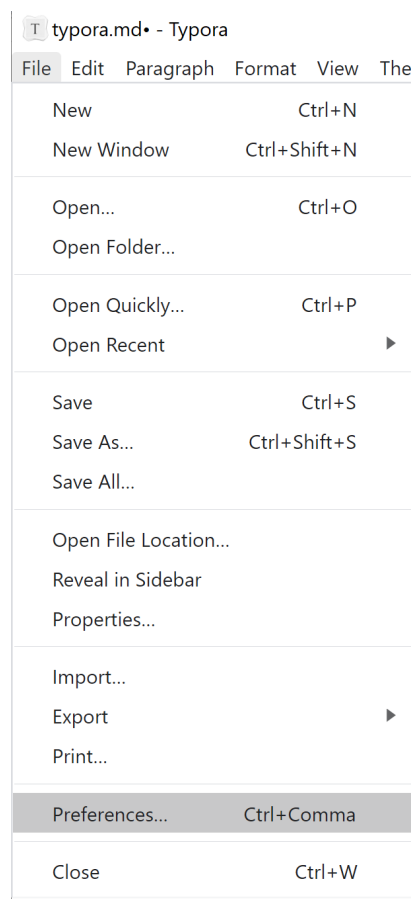 T typora.md• - Typora
File Edit Paragraph Format View The
New Ctrl+N
New Window Ctrl+Shift+N
Open... Ctrl+O
Open Folder...
Open Quickly... Ctrl+P
Open Recent
Save Ctrl+S
Save As... Ctrl+Shift+S
Save All...
Open File Location...
Reveal in Sidebar
Properties...
Import...
Export
Print...
Preferences... Ctrl+Comma
Close Ctrl+W